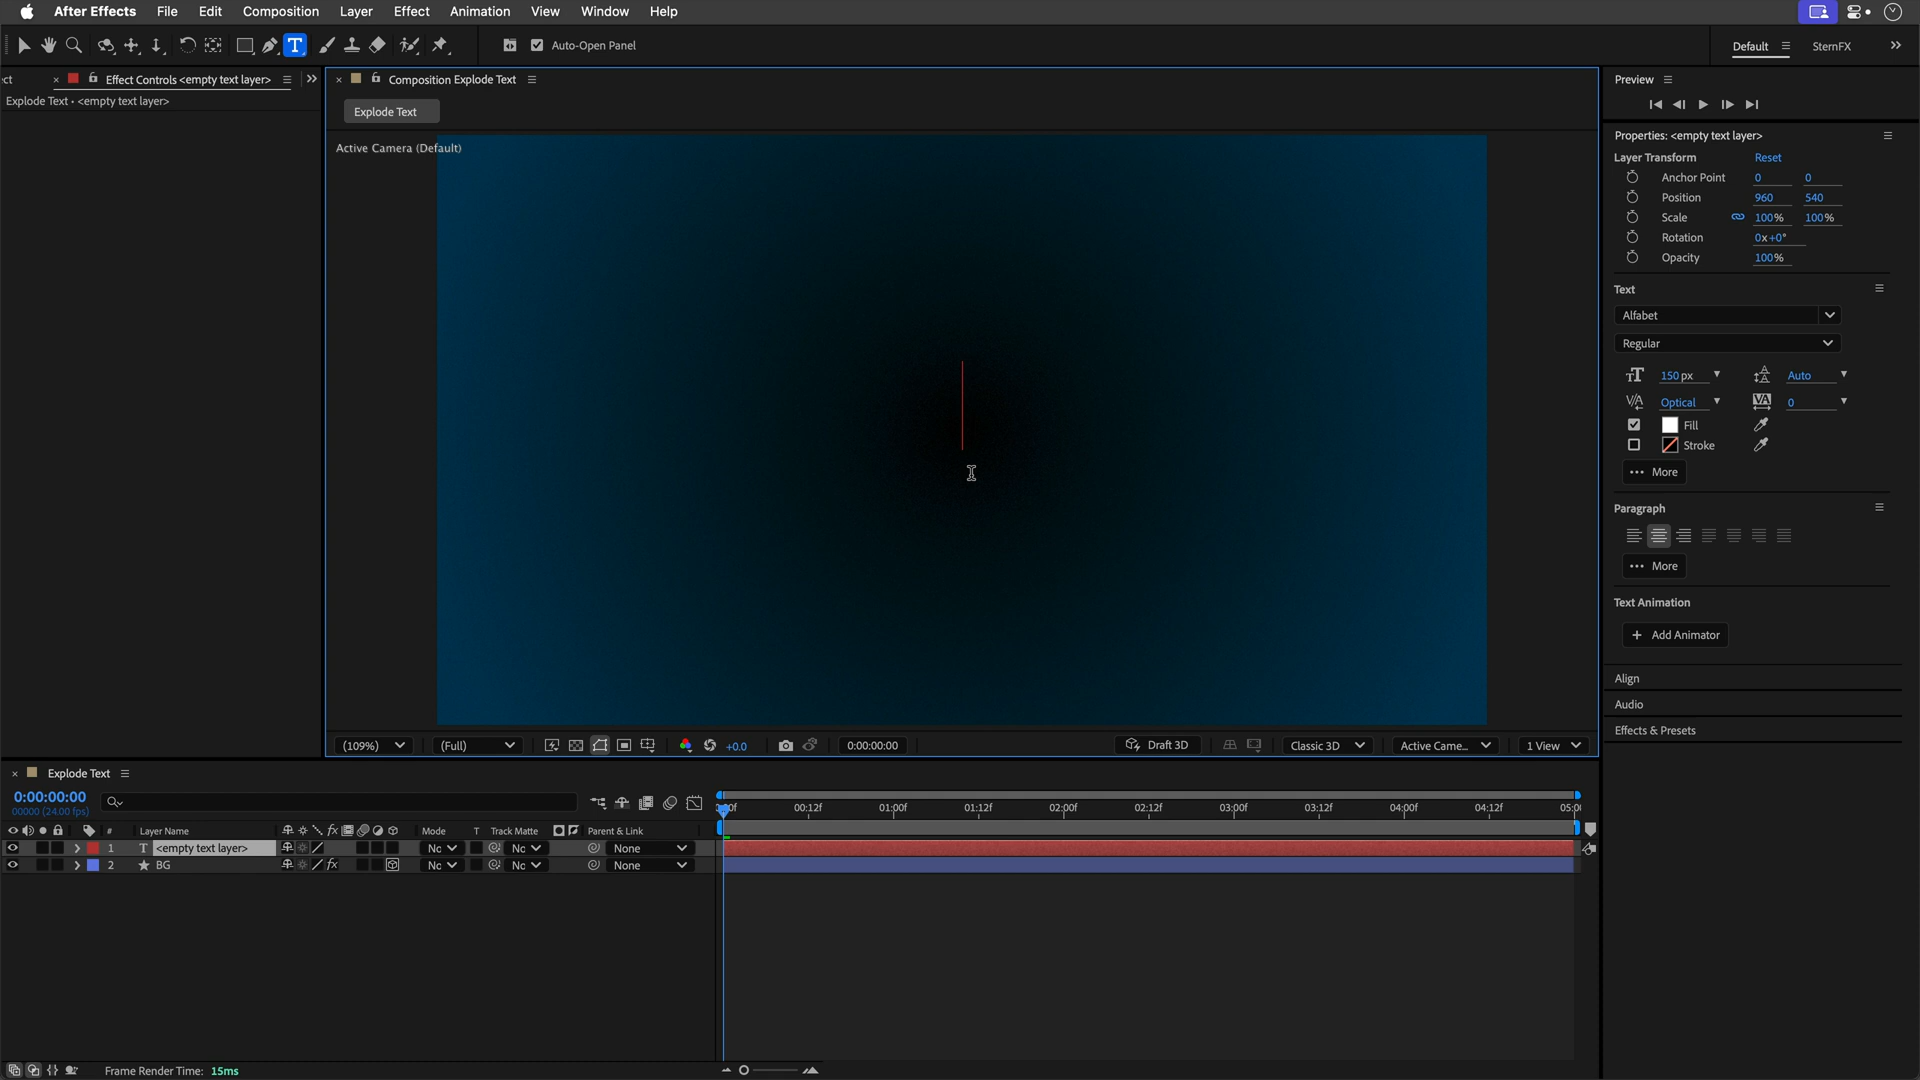 After Effects File Edit Composition Layer Effect Animation View Window Help
Auto-Open Panel
Default
SternFX
ct
Effect Controls <empty text layer>
Explode Text • <empty text layer>
Composition Explode Text
Explode Text
Active Camera (Default)
Preview
Properties: <empty text layer>
Layer Transform Reset
Anchor Point 0 0
Position 960 540
Scale 100% 100%
Rotation 0x+0°
Opacity 100%
Text
Alfabet
Regular
150 px Auto
Optical 0
Fill
Stroke
More
Paragraph
More
Text Animation
+ Add Animator
Align
Audio
Effects & Presets
(109%) (Full) +0.0 0:00:00:00 Draft 3D Classic 3D Active Came... 1 View
Explode Text
0:00:00:00
00000 (24.00 fps)
00:12f 01:00f 01:12f 02:00f 02:12f 03:00f 03:12f 04:00f 04:12f
# Layer Name fx Mode T Track Matte Parent & Link
1 T <empty text layer> Nc Nc None
2 BG fx Nc Nc None
Frame Render Time: 15ms